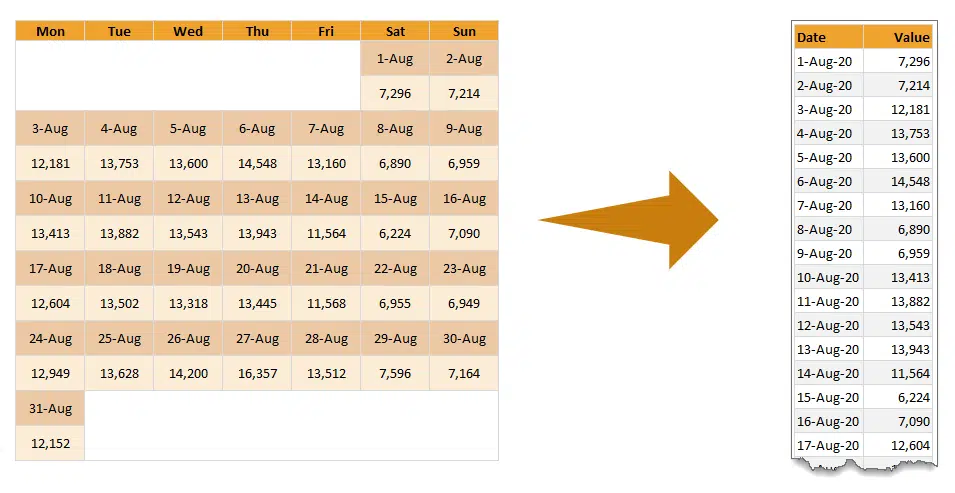 Mon Tue Wed Thu Fri Sat Sun
1-Aug 2-Aug
7,296 7,214
3-Aug 4-Aug 5-Aug 6-Aug 7-Aug 8-Aug 9-Aug
12,181 13,753 13,600 14,548 13,160 6,890 6,959
10-Aug 11-Aug 12-Aug 13-Aug 14-Aug 15-Aug 16-Aug
13,413 13,882 13,543 13,943 11,564 6,224 7,090
17-Aug 18-Aug 19-Aug 20-Aug 21-Aug 22-Aug 23-Aug
12,604 13,502 13,318 13,445 11,568 6,955 6,949
24-Aug 25-Aug 26-Aug 27-Aug 28-Aug 29-Aug 30-Aug
12,949 13,628 14,200 16,357 13,512 7,596 7,164
31-Aug
12,152
Date Value
1-Aug-20 7,296
2-Aug-20 7,214
3-Aug-20 12,181
4-Aug-20 13,753
5-Aug-20 13,600
6-Aug-20 14,548
7-Aug-20 13,160
8-Aug-20 6,890
9-Aug-20 6,959
10-Aug-20 13,413
11-Aug-20 13,882
12-Aug-20 13,543
13-Aug-20 13,943
14-Aug-20 11,564
15-Aug-20 6,224
16-Aug-20 7,090
17-Aug-20 12,604